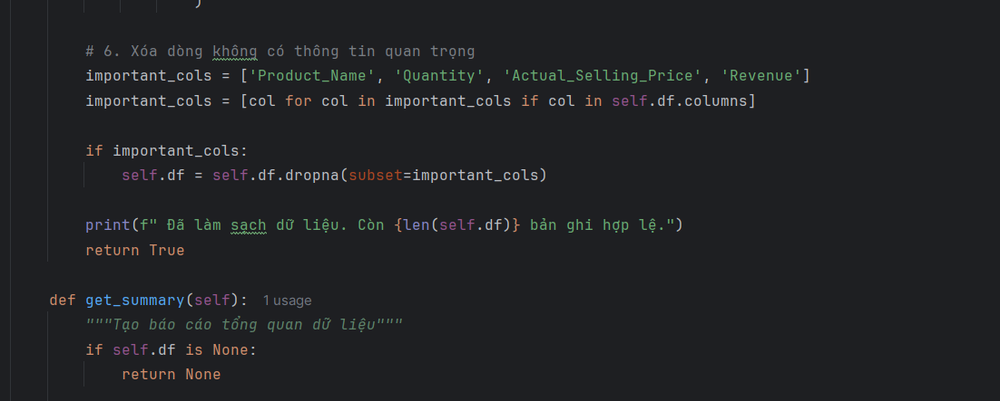 )
# 6. Xóa dòng không có thông tin quan trọng
important_cols = ['Product_Name', 'Quantity', 'Actual_Selling_Price', 'Revenue']
important_cols = [col for col in important_cols if col in self.df.columns]
if important_cols:
self.df = self.df.dropna(subset=important_cols)
print(f" Đã làm sạch dữ liệu. Còn {len(self.df)} bản ghi hợp lệ.")
return True
def get_summary(self): 1 usage
"""Tạo báo cáo tổng quan dữ liệu"""
if self.df is None:
return None